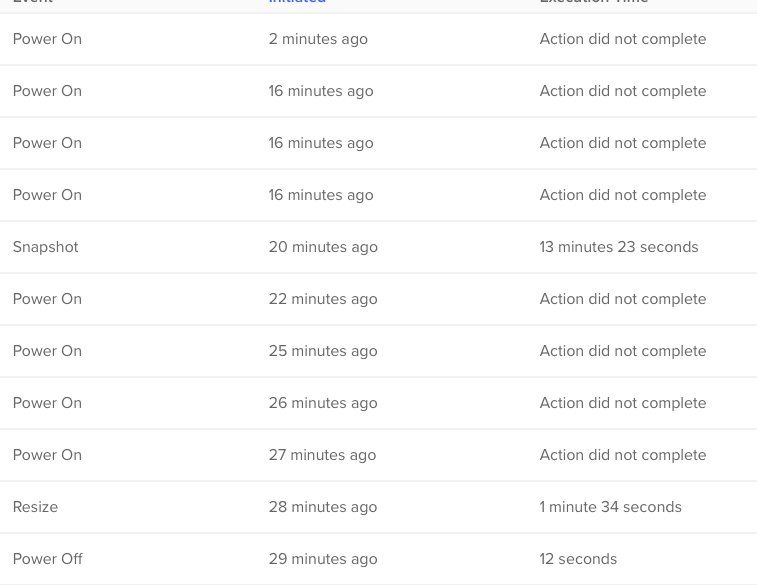 Event Initiated Execution Time
Power On 2 minutes ago Action did not complete
Power On 16 minutes ago Action did not complete
Power On 16 minutes ago Action did not complete
Power On 16 minutes ago Action did not complete
Snapshot 20 minutes ago 13 minutes 23 seconds
Power On 22 minutes ago Action did not complete
Power On 25 minutes ago Action did not complete
Power On 26 minutes ago Action did not complete
Power On 27 minutes ago Action did not complete
Resize 28 minutes ago 1 minute 34 seconds
Power Off 29 minutes ago 12 seconds